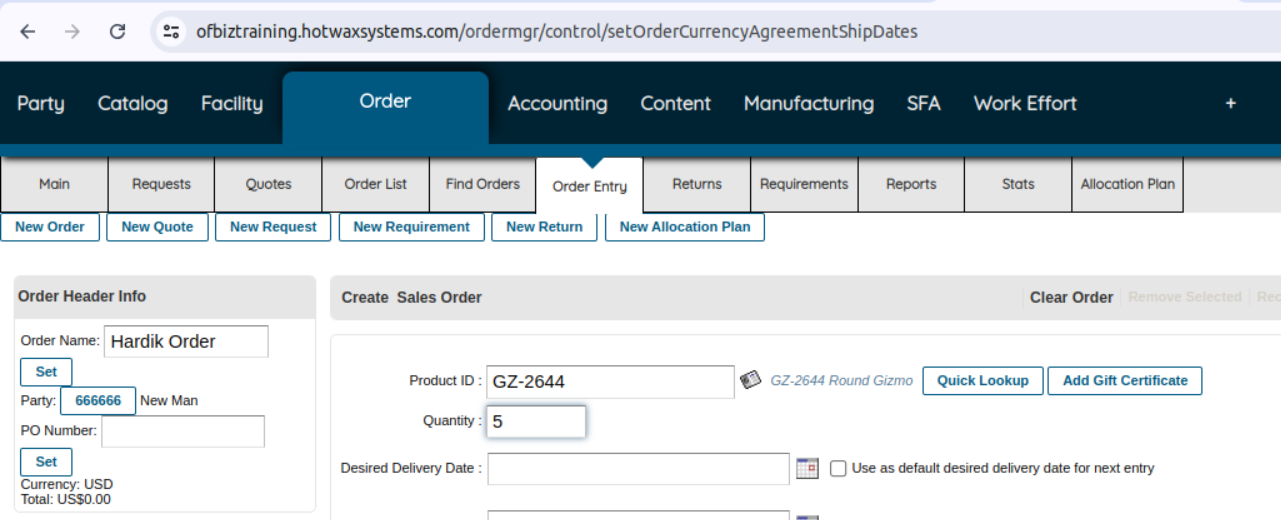 ofbiztraining.hotwaxsystems.com/ordermgr/control/setOrderCurrencyAgreementShipDates
Party Catalog Facility Order Accounting Content Manufacturing SFA Work Effort +
Main Requests Quotes Order List Find Orders Order Entry Returns Requirements Reports Stats Allocation Plan
New Order New Quote New Request New Requirement New Return New Allocation Plan
Order Header Info
Order Name: Hardik Order
Set
Party: 666666 New Man
PO Number:
Set
Currency: USD
Total: US$0.00
Create Sales Order Clear Order Remove Selected Rec
Product ID : GZ-2644 GZ-2644 Round Gizmo Quick Lookup Add Gift Certificate
Quantity : 5
Desired Delivery Date : Use as default desired delivery date for next entry